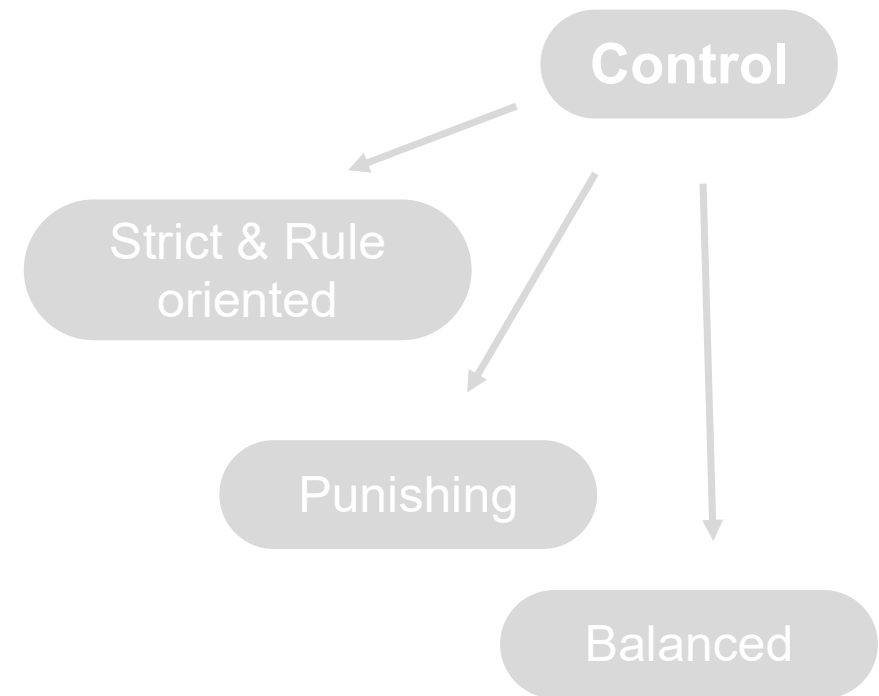 Control
Strict & Rule
oriented
Punishing
Balanced